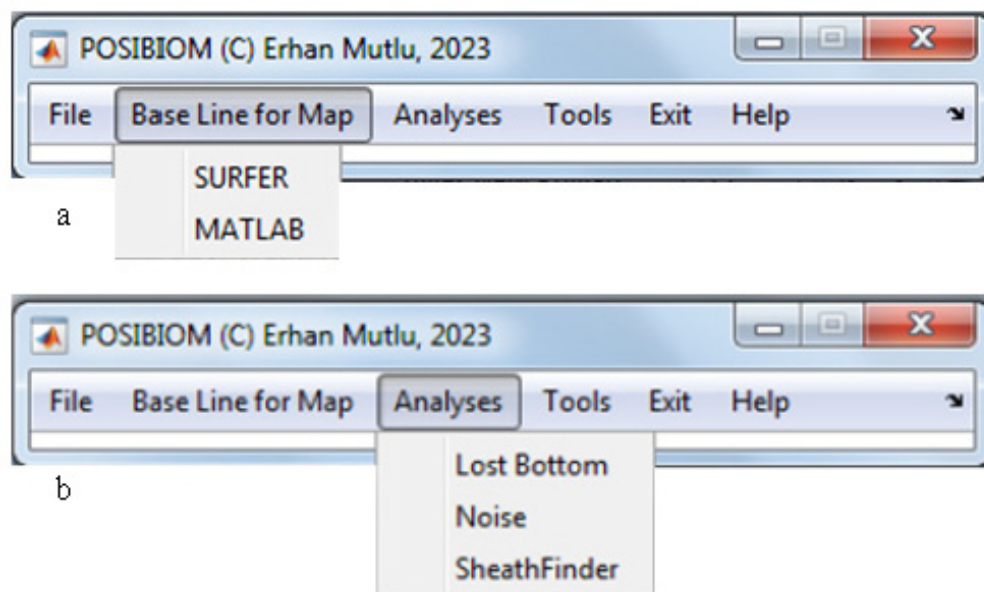 POSIBIOM (C) Erhan Mutlu, 2023
File Base Line for Map Analyses Tools Exit Help
SURFER
MATLAB
a
POSIBIOM (C) Erhan Mutlu, 2023
File Base Line for Map Analyses Tools Exit Help
Lost Bottom
Noise
SheathFinder
b